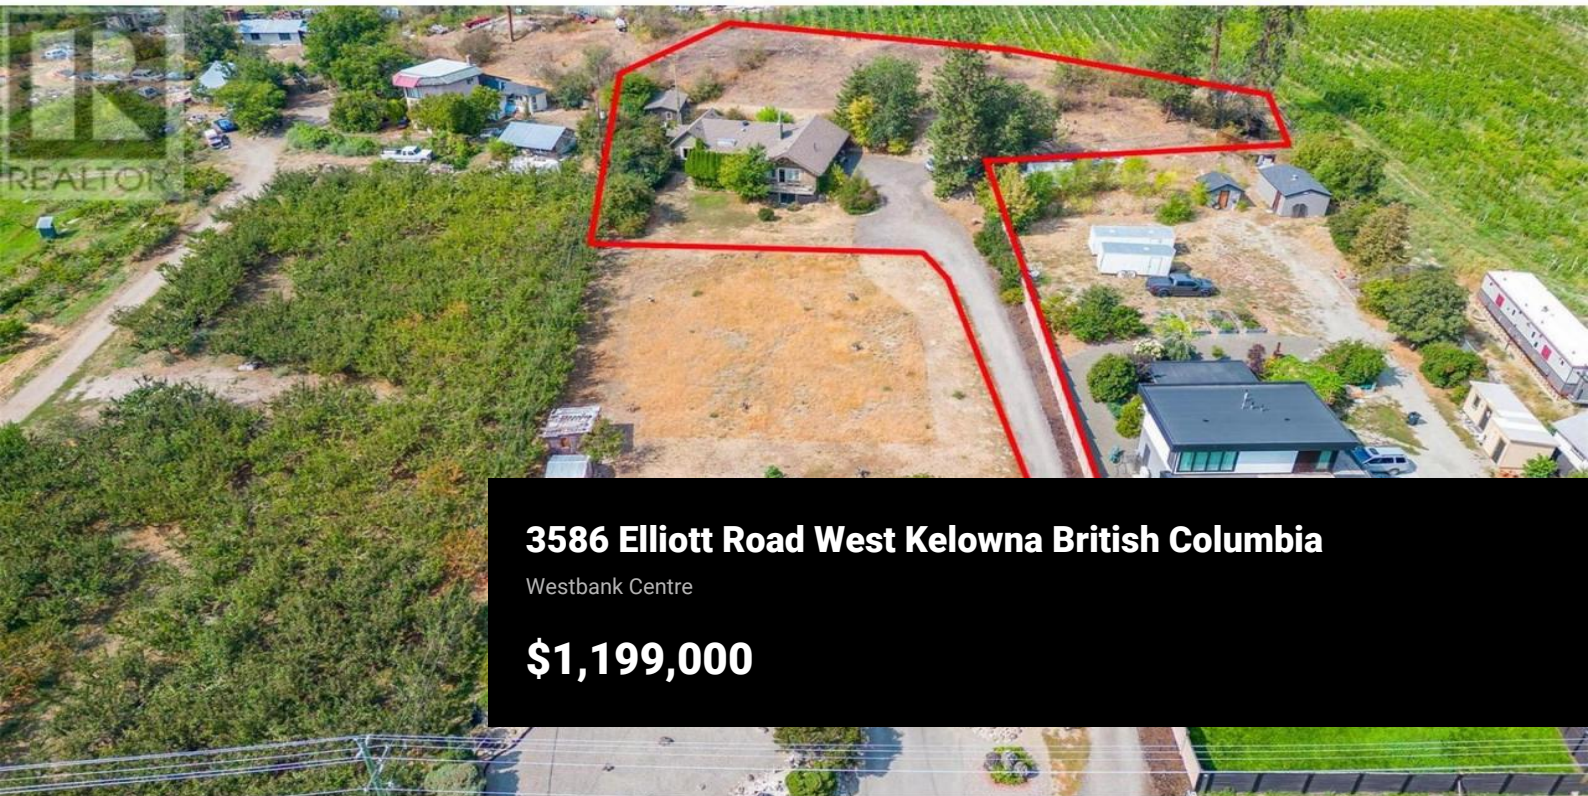 REALTOR
3586 Elliott Road West Kelowna British Columbia
Westbank Centre
$1,199,000